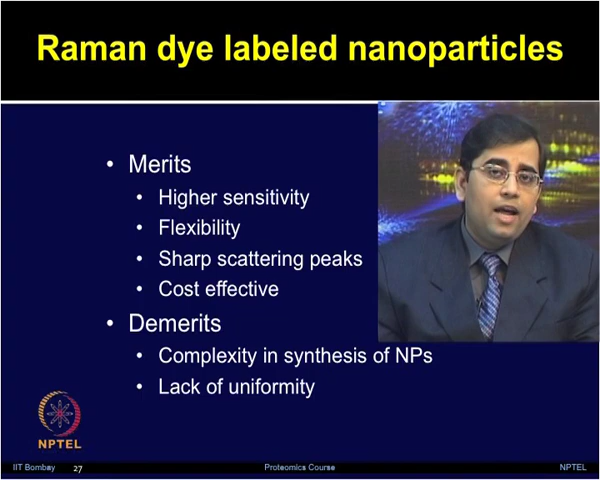 Raman dye labeled nanoparticles
• Merits
• Higher sensitivity
• Flexibility
• Sharp scattering peaks
• Cost effective
• Demerits
• Complexity in synthesis of NPs
• Lack of uniformity
NPTEL
IIT Bombay 27 Proteomics Course NPTEL